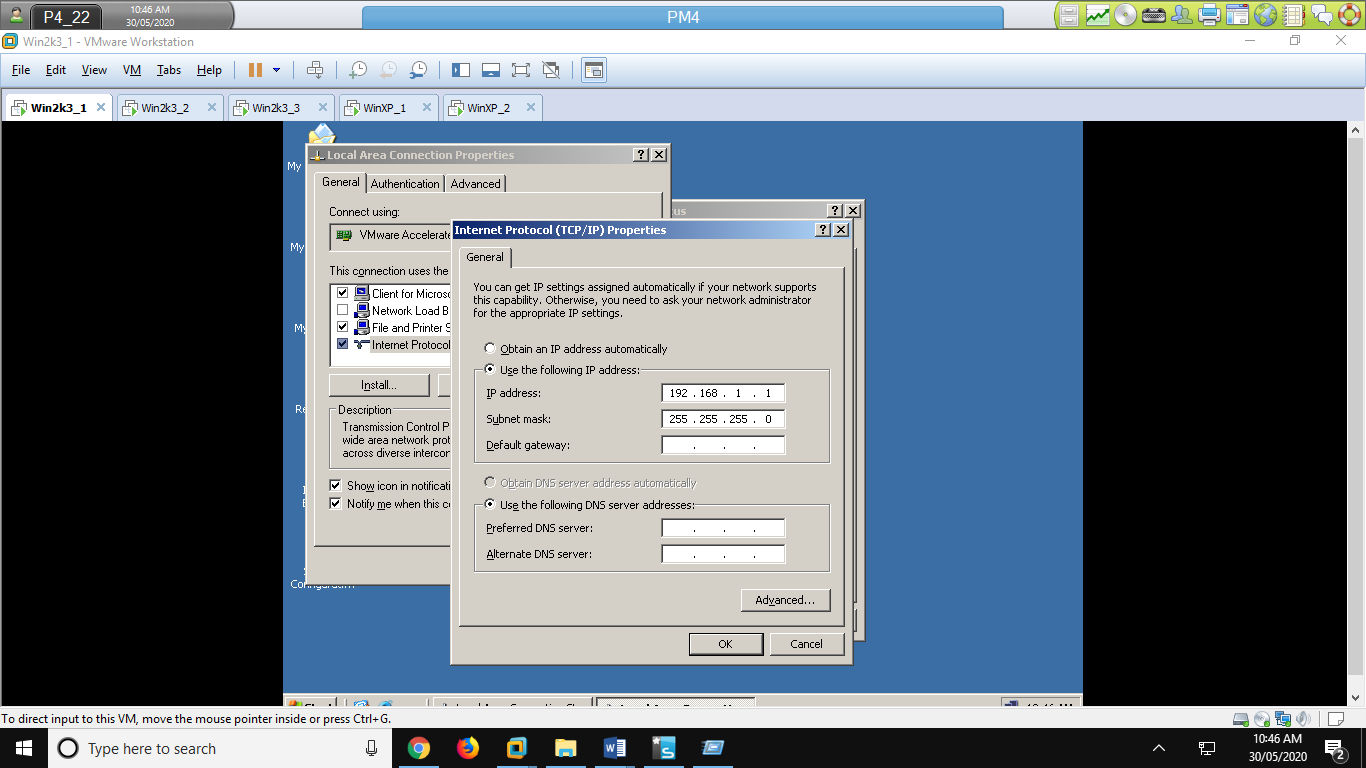 P4_22
10:46 AM
30/05/2020
PM4
Win2k3_1 - VMware Workstation
File Edit View VM Tabs Help
Win2k3_1 Win2k3_2 Win2k3_3 WinXP_1 WinXP_2
My
Local Area Connection Properties
General Authentication Advanced
Connect using:
VMware Accelerate
This connection uses the
Client for Microso
Network Load B
File and Printer S
Internet Protocol
Install...
Description
Transmission Control P
wide area network prot
across diverse intercon
Show icon in notificati
Notify me when this co
My
My
Re
Configuration
Internet Protocol (TCP/IP) Properties
General
You can get IP settings assigned automatically if your network supports
this capability. Otherwise, you need to ask your network administrator
for the appropriate IP settings.
Obtain an IP address automatically
Use the following IP address:
IP address: 192 . 168 . 1 . 1
Subnet mask: 255 . 255 . 255 . 0
Default gateway: . . .
Obtain DNS server address automatically
Use the following DNS server addresses:
Preferred DNS server: . . .
Alternate DNS server: . . .
Advanced...
OK Cancel
To direct input to this VM, move the mouse pointer inside or press Ctrl+G.
Type here to search
10:46 AM
30/05/2020
2